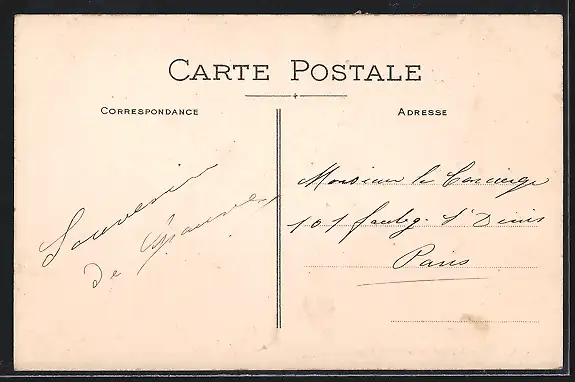 CARTE POSTALE
CORRESPONDANCE
ADRESSE
Souvenir
de
Monsieur le Concierge
101 faubg. St Denis
Paris